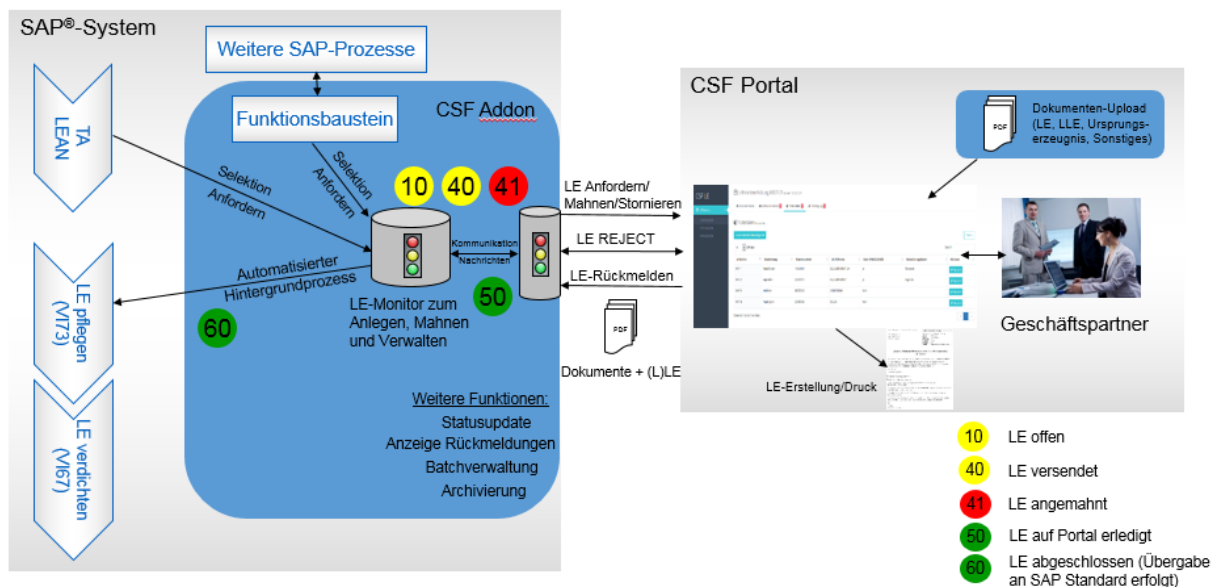 SAP®-System
Weitere SAP-Prozesse
Funktionsbaustein
CSF Addon
TA
LEAN
Selektion
Anfordern
Selektion
Anfordern
10
40
41
Kommunikation
Nachrichten
50
Automatisierter
Hintergrundprozess
60
LE-Monitor zum
Anlegen, Mahnen
und Verwalten
LE pflegen
(VI73)
LE verdichten
(VI67)
Weitere Funktionen:
Statusupdate
Anzeige Rückmeldungen
Batchverwaltung
Archivierung
LE Anfordern/
Mahnen/Stornieren
LE REJECT
LE-Rückmelden
PDF
Dokumente + (L)LE
CSF Portal
PDF
Dokumenten-Upload
(LE, LLE, Ursprungs-
erzeugnis, Sonstiges)
CSF LE
Geschäftspartner
LE-Erstellung/Druck
10 LE offen
40 LE versendet
41 LE angemahnt
50 LE auf Portal erledigt
60 LE abgeschlossen (Übergabe
an SAP Standard erfolgt)